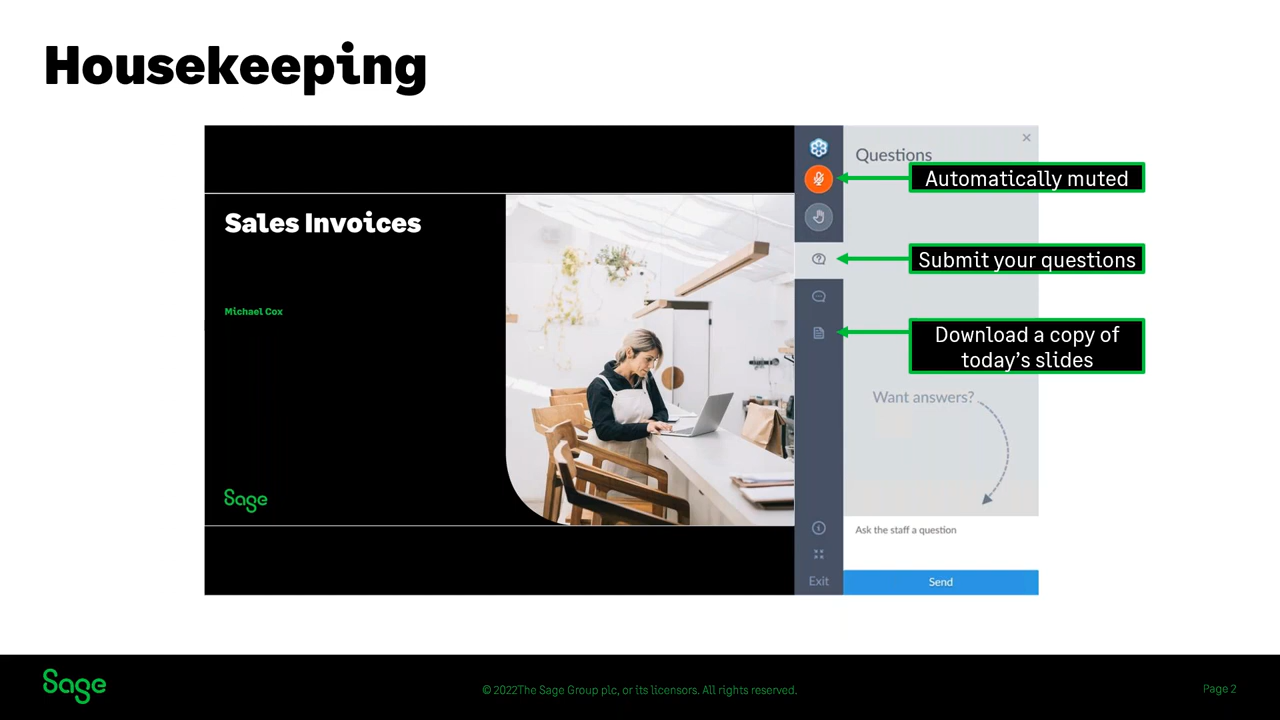 Housekeeping
Sales Invoices
Michael Cox
Sage
Questions
Automatically muted
Submit your questions
Download a copy of
today’s slides
Want answers?
Ask the staff a question
Exit
Send
Sage
© 2022The Sage Group plc, or its licensors. All rights reserved.
Page 2